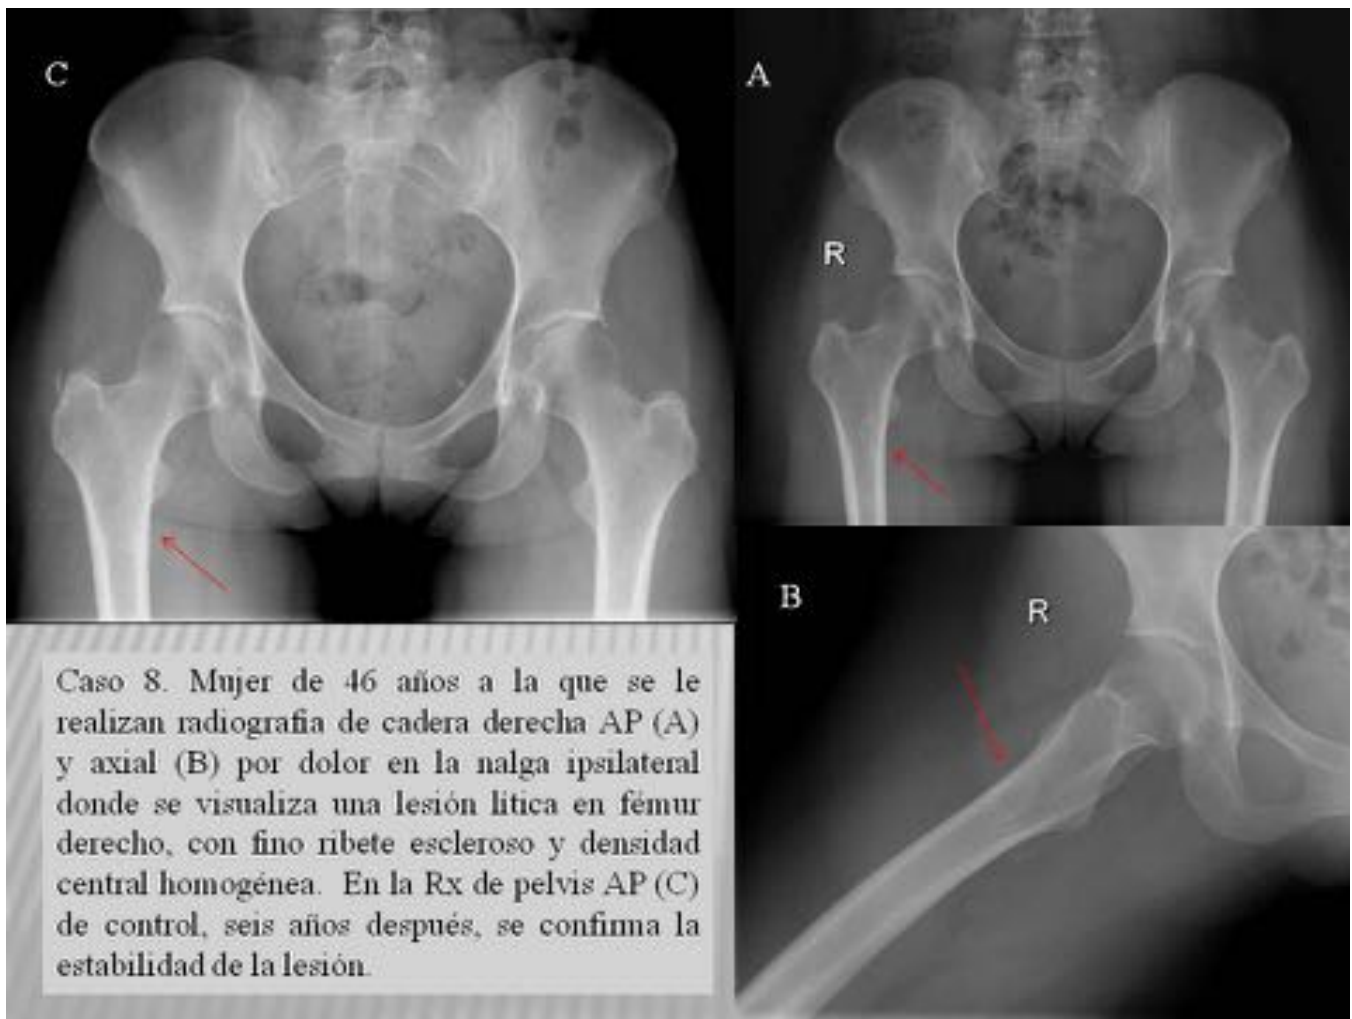 C
A
R
B
R
Caso 8. Mujer de 46 años a la que se le
realizan radiografia de cadera derecha AP (A)
y axial (B) por dolor en la nalga ipsilateral
donde se visualiza una lesión lítica en fémur
derecho, con fino ribete escleroso y densidad
central homogénea. En la Rx de pelvis AP (C)
de control, seis años después, se confirma la
estabilidad de la lesión.